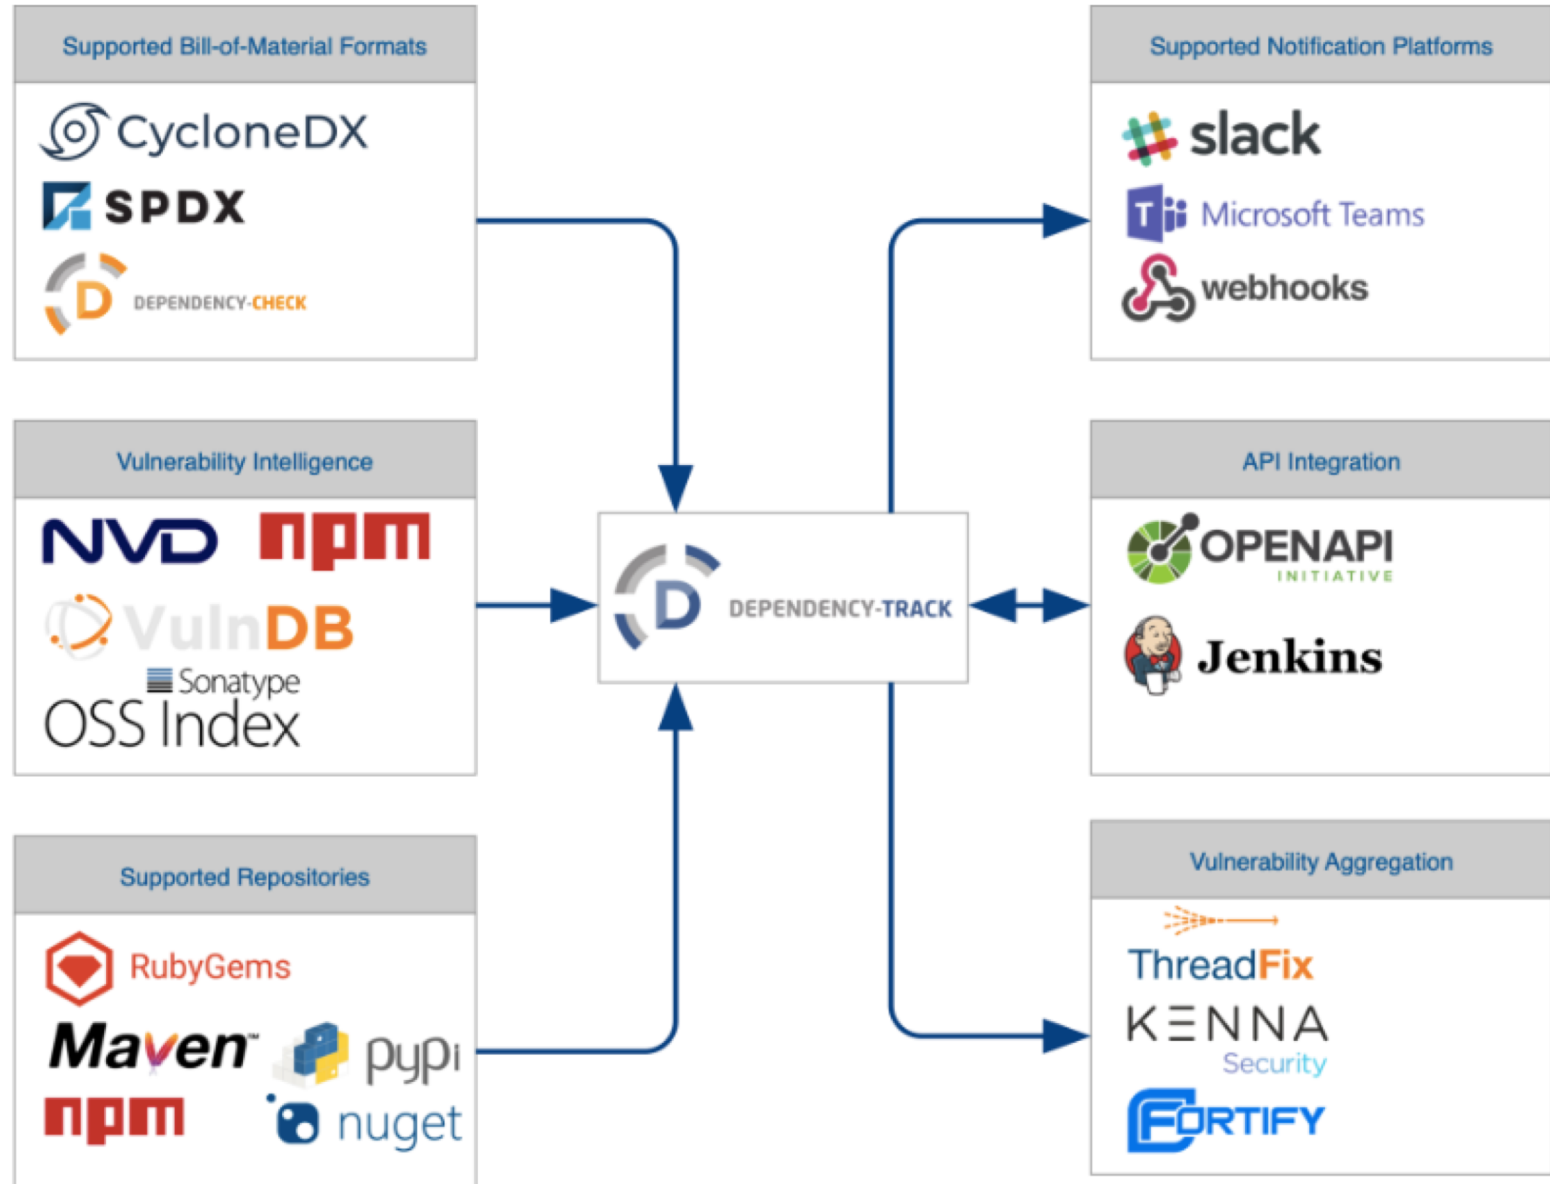 Supported Bill-of-Material Formats
CycloneDX
SPDX
D
DEPENDENCY-CHECK
Vulnerability Intelligence
NVD npm
VulnDB
Sonatype
OSS Index
Supported Repositories
RubyGems
Maven™
pypi
npm
nuget
D
DEPENDENCY-TRACK
Supported Notification Platforms
slack
T
Microsoft Teams
webhooks
API Integration
OPENAPI
INITIATIVE
Jenkins
Vulnerability Aggregation
ThreadFix
KENNA
Security
FORTIFY